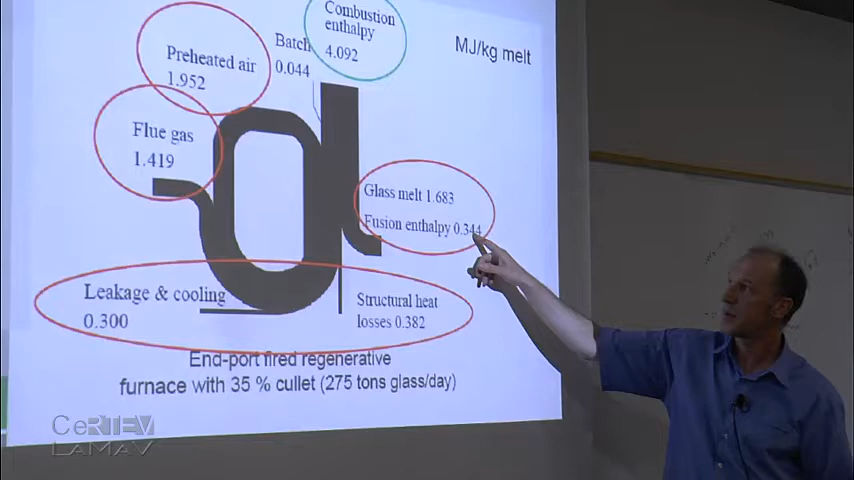 Combustion
enthalpy
4.092
MJ/kg melt
Batch
0.044
Preheated air
1.952
Flue gas
1.419
Glass melt 1.683
Fusion enthalpy 0.344
Leakage & cooling
0.300
Structural heat
losses 0.382
End-port fired regenerative
furnace with 35 % cullet (275 tons glass/day)
CeRTEV
LAMAV